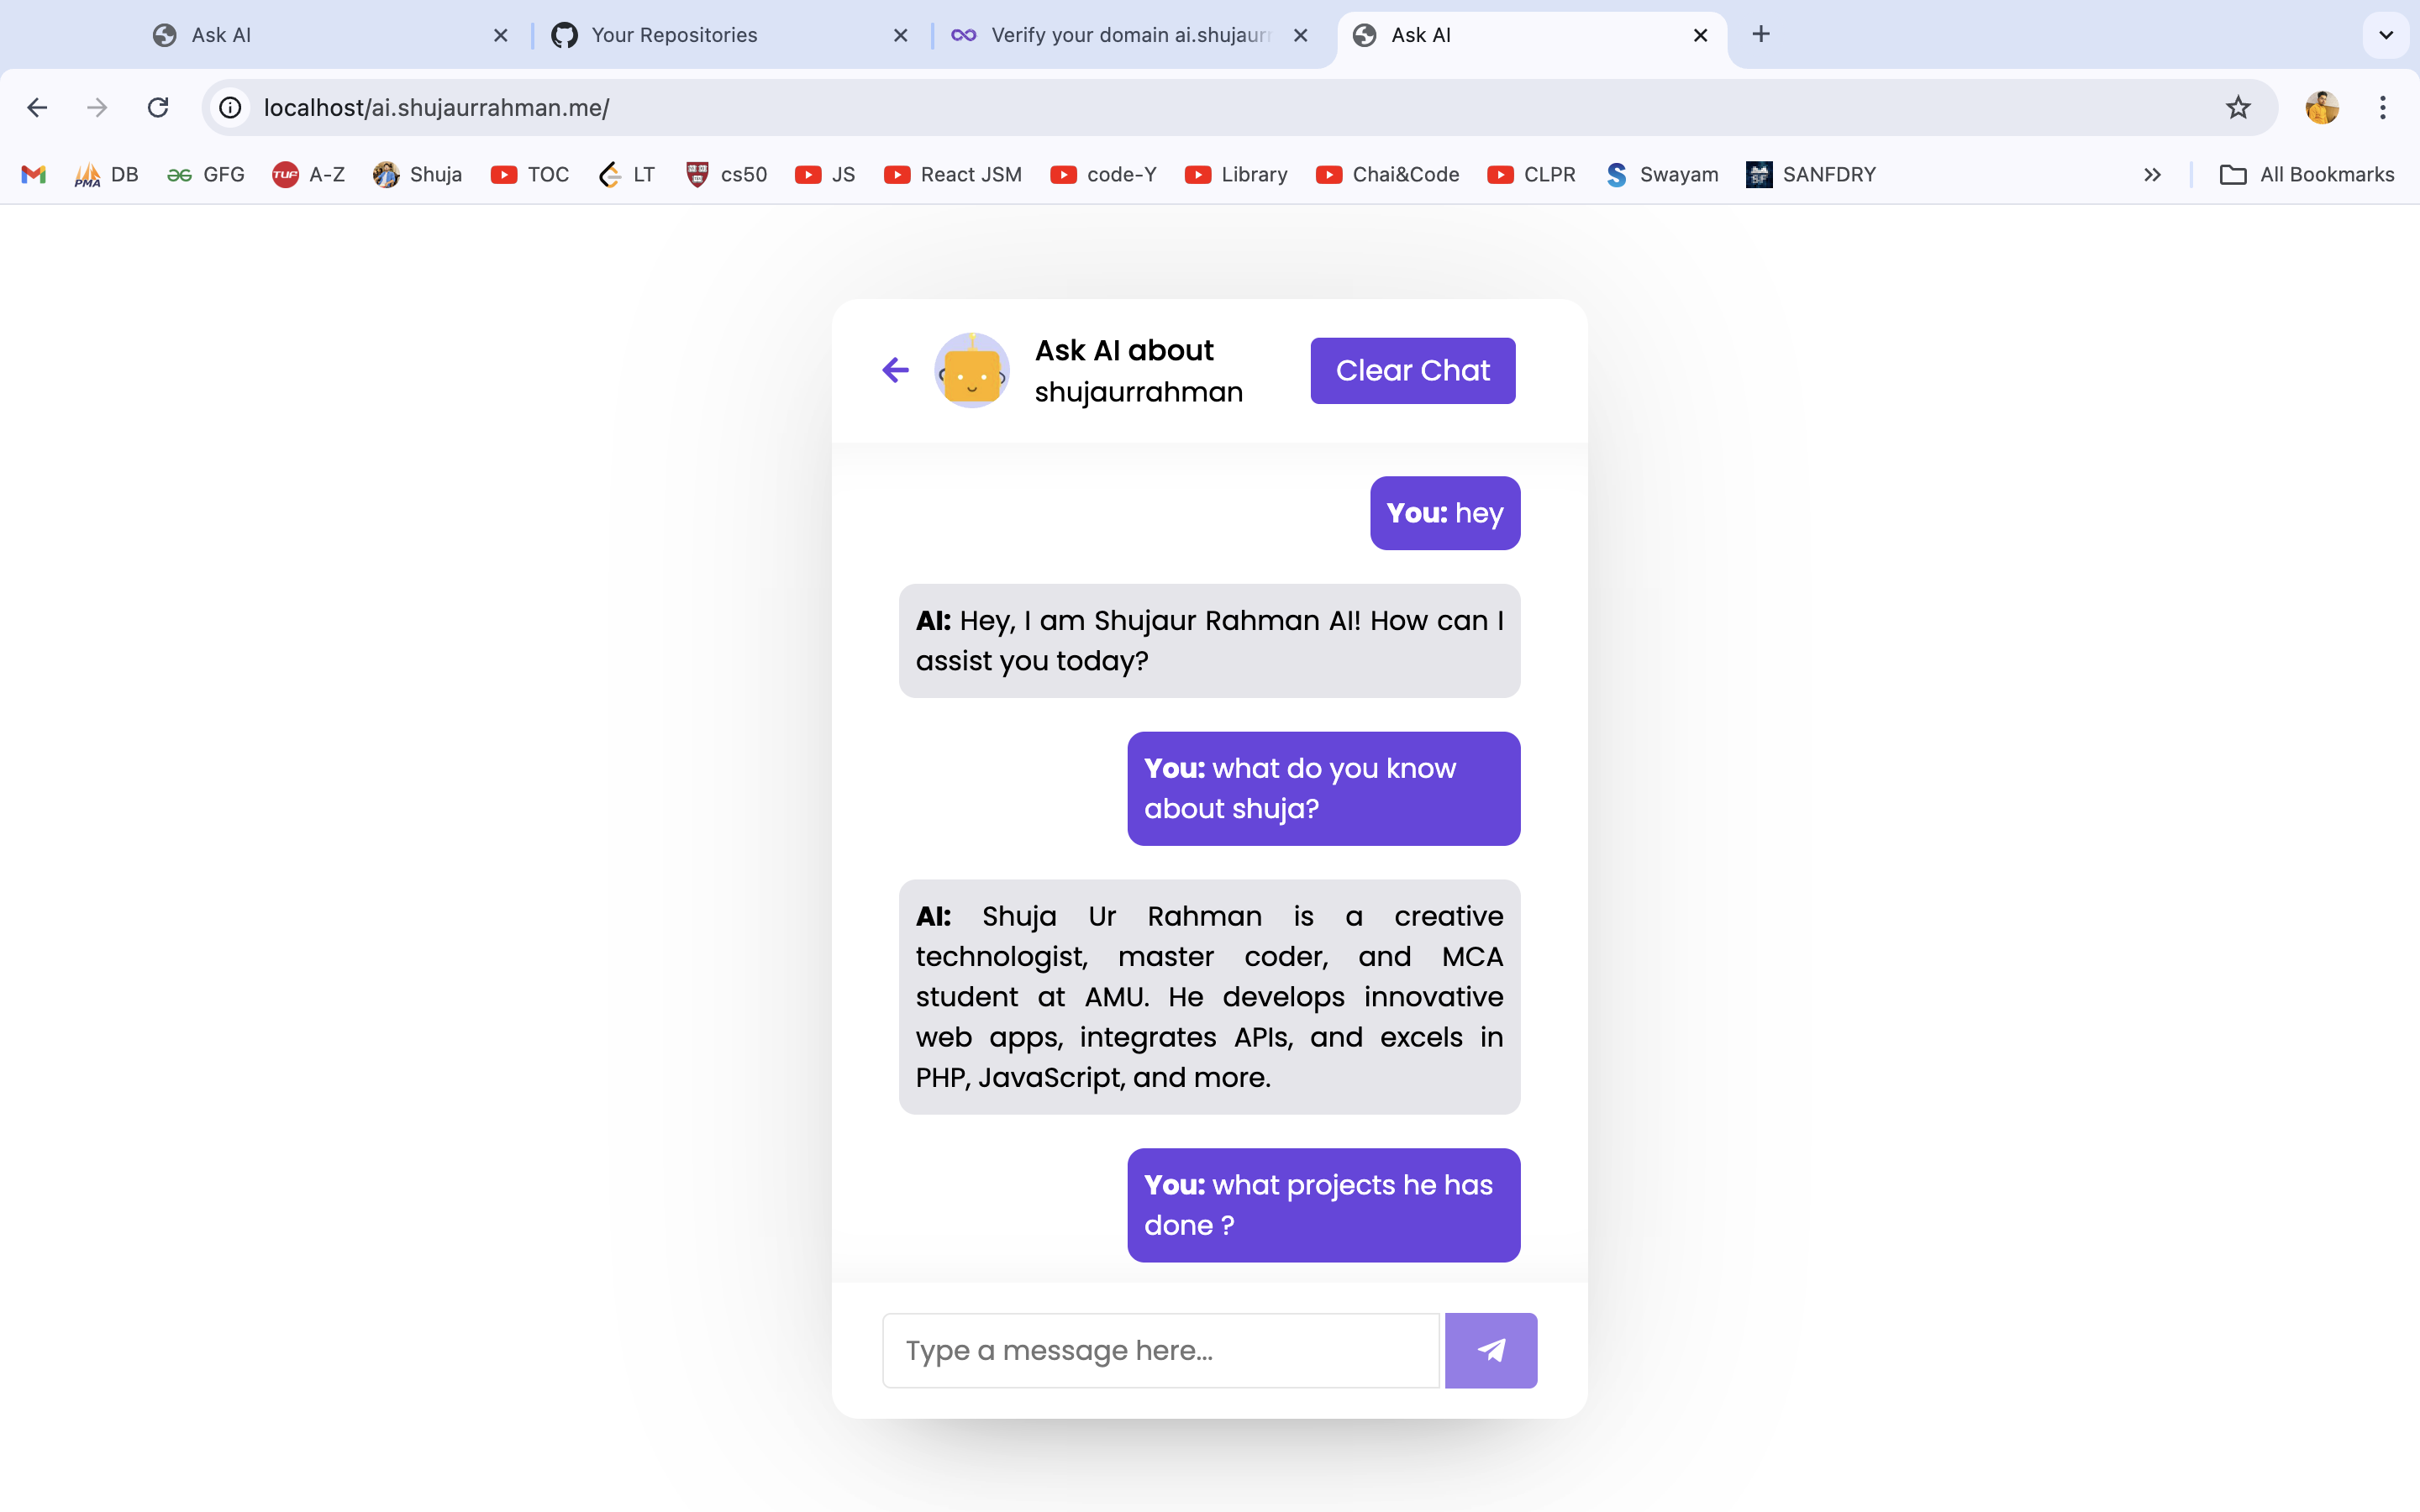 Ask AI
Your Repositories
Verify your domain ai.shujaurr
Ask AI
localhost/ai.shujaurrahman.me/
PMA DB
GFG
TUF A-Z
Shuja
TOC
LT
cs50
JS
React JSM
code-Y
Library
Chai&Code
CLPR
Swayam
SF SANFDRY
All Bookmarks
Ask AI about
shujaurrahman
Clear Chat
You: hey
AI: Hey, I am Shujaur Rahman AI! How can I
assist you today?
You: what do you know
about shuja?
AI: Shuja Ur Rahman is a creative
technologist, master coder, and MCA
student at AMU. He develops innovative
web apps, integrates APIs, and excels in
PHP, JavaScript, and more.
You: what projects he has
done ?
Type a message here...